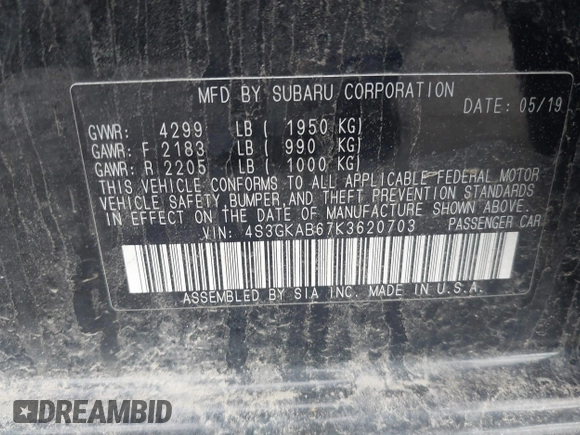 MFD BY SUBARU CORPORATION
DATE: 05/19
GVWR: 4299 LB ( 1950 KG)
GAWR: F 2183 LB ( 990 KG)
GAWR: R 2205 LB ( 1000 KG)
THIS VEHICLE CONFORMS TO ALL APPLICABLE FEDERAL MOTOR
VEHICLE SAFETY, BUMPER, AND THEFT PREVENTION STANDARDS
IN EFFECT ON THE DATE OF MANUFACTURE SHOWN ABOVE.
VIN: 4S3GKAB67K3620703 PASSENGER CAR
ASSEMBLED BY SIA INC. MADE IN U.S.A.
DREAMBID